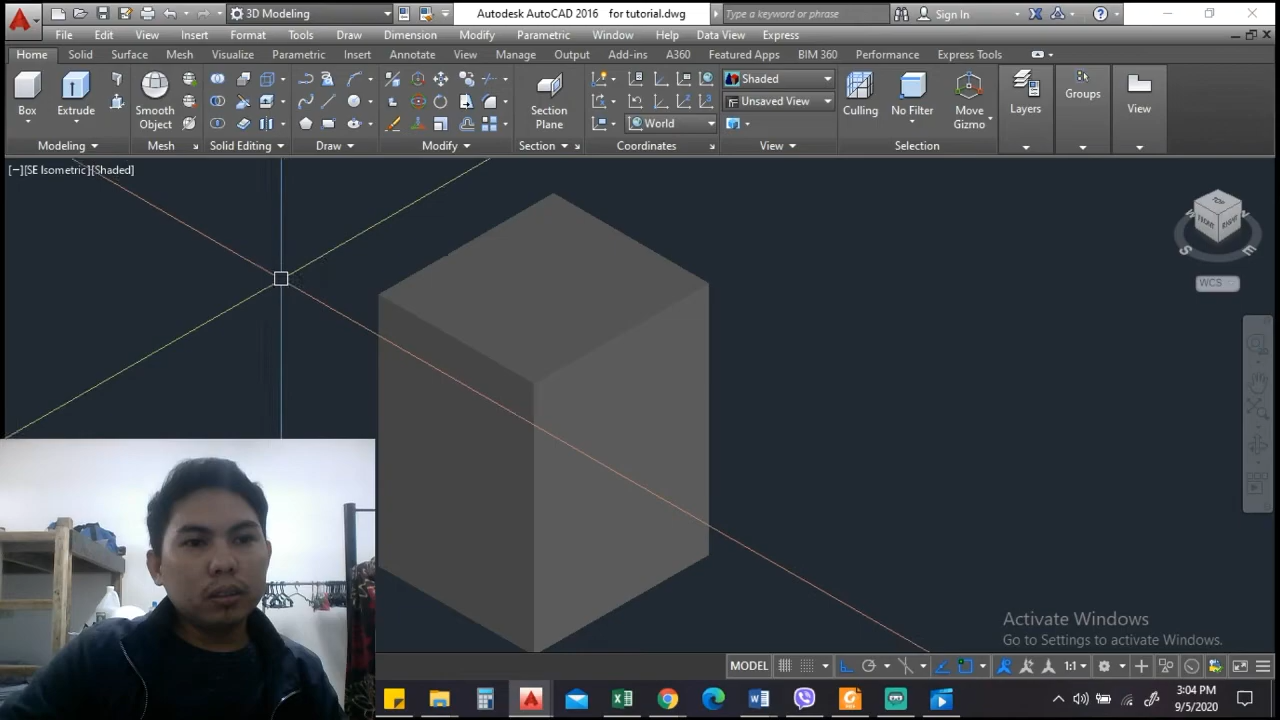 3D Modeling
Autodesk AutoCAD 2016 for tutorial.dwg
Type a keyword or phrase
Sign In
File Edit View Insert Format Tools Draw Dimension Modify Parametric Window Help Data View Express
Home Solid Surface Mesh Visualize Parametric Insert Annotate View Manage Output Add-ins A360 Featured Apps BIM 360 Performance Express Tools
Box
Extrude
Smooth
Object
Section
Plane
Shaded
Unsaved View
World
Culling
No Filter
Move
Gizmo
Layers
Groups
View
Modeling
Mesh
Solid Editing
Draw
Modify
Section
Coordinates
View
Selection
[−][SE Isometric][Shaded]
TOP
FRONT
RIGHT
W
N
S
E
WCS
Activate Windows
Go to Settings to activate Windows.
MODEL
1:1
3:04 PM
9/5/2020